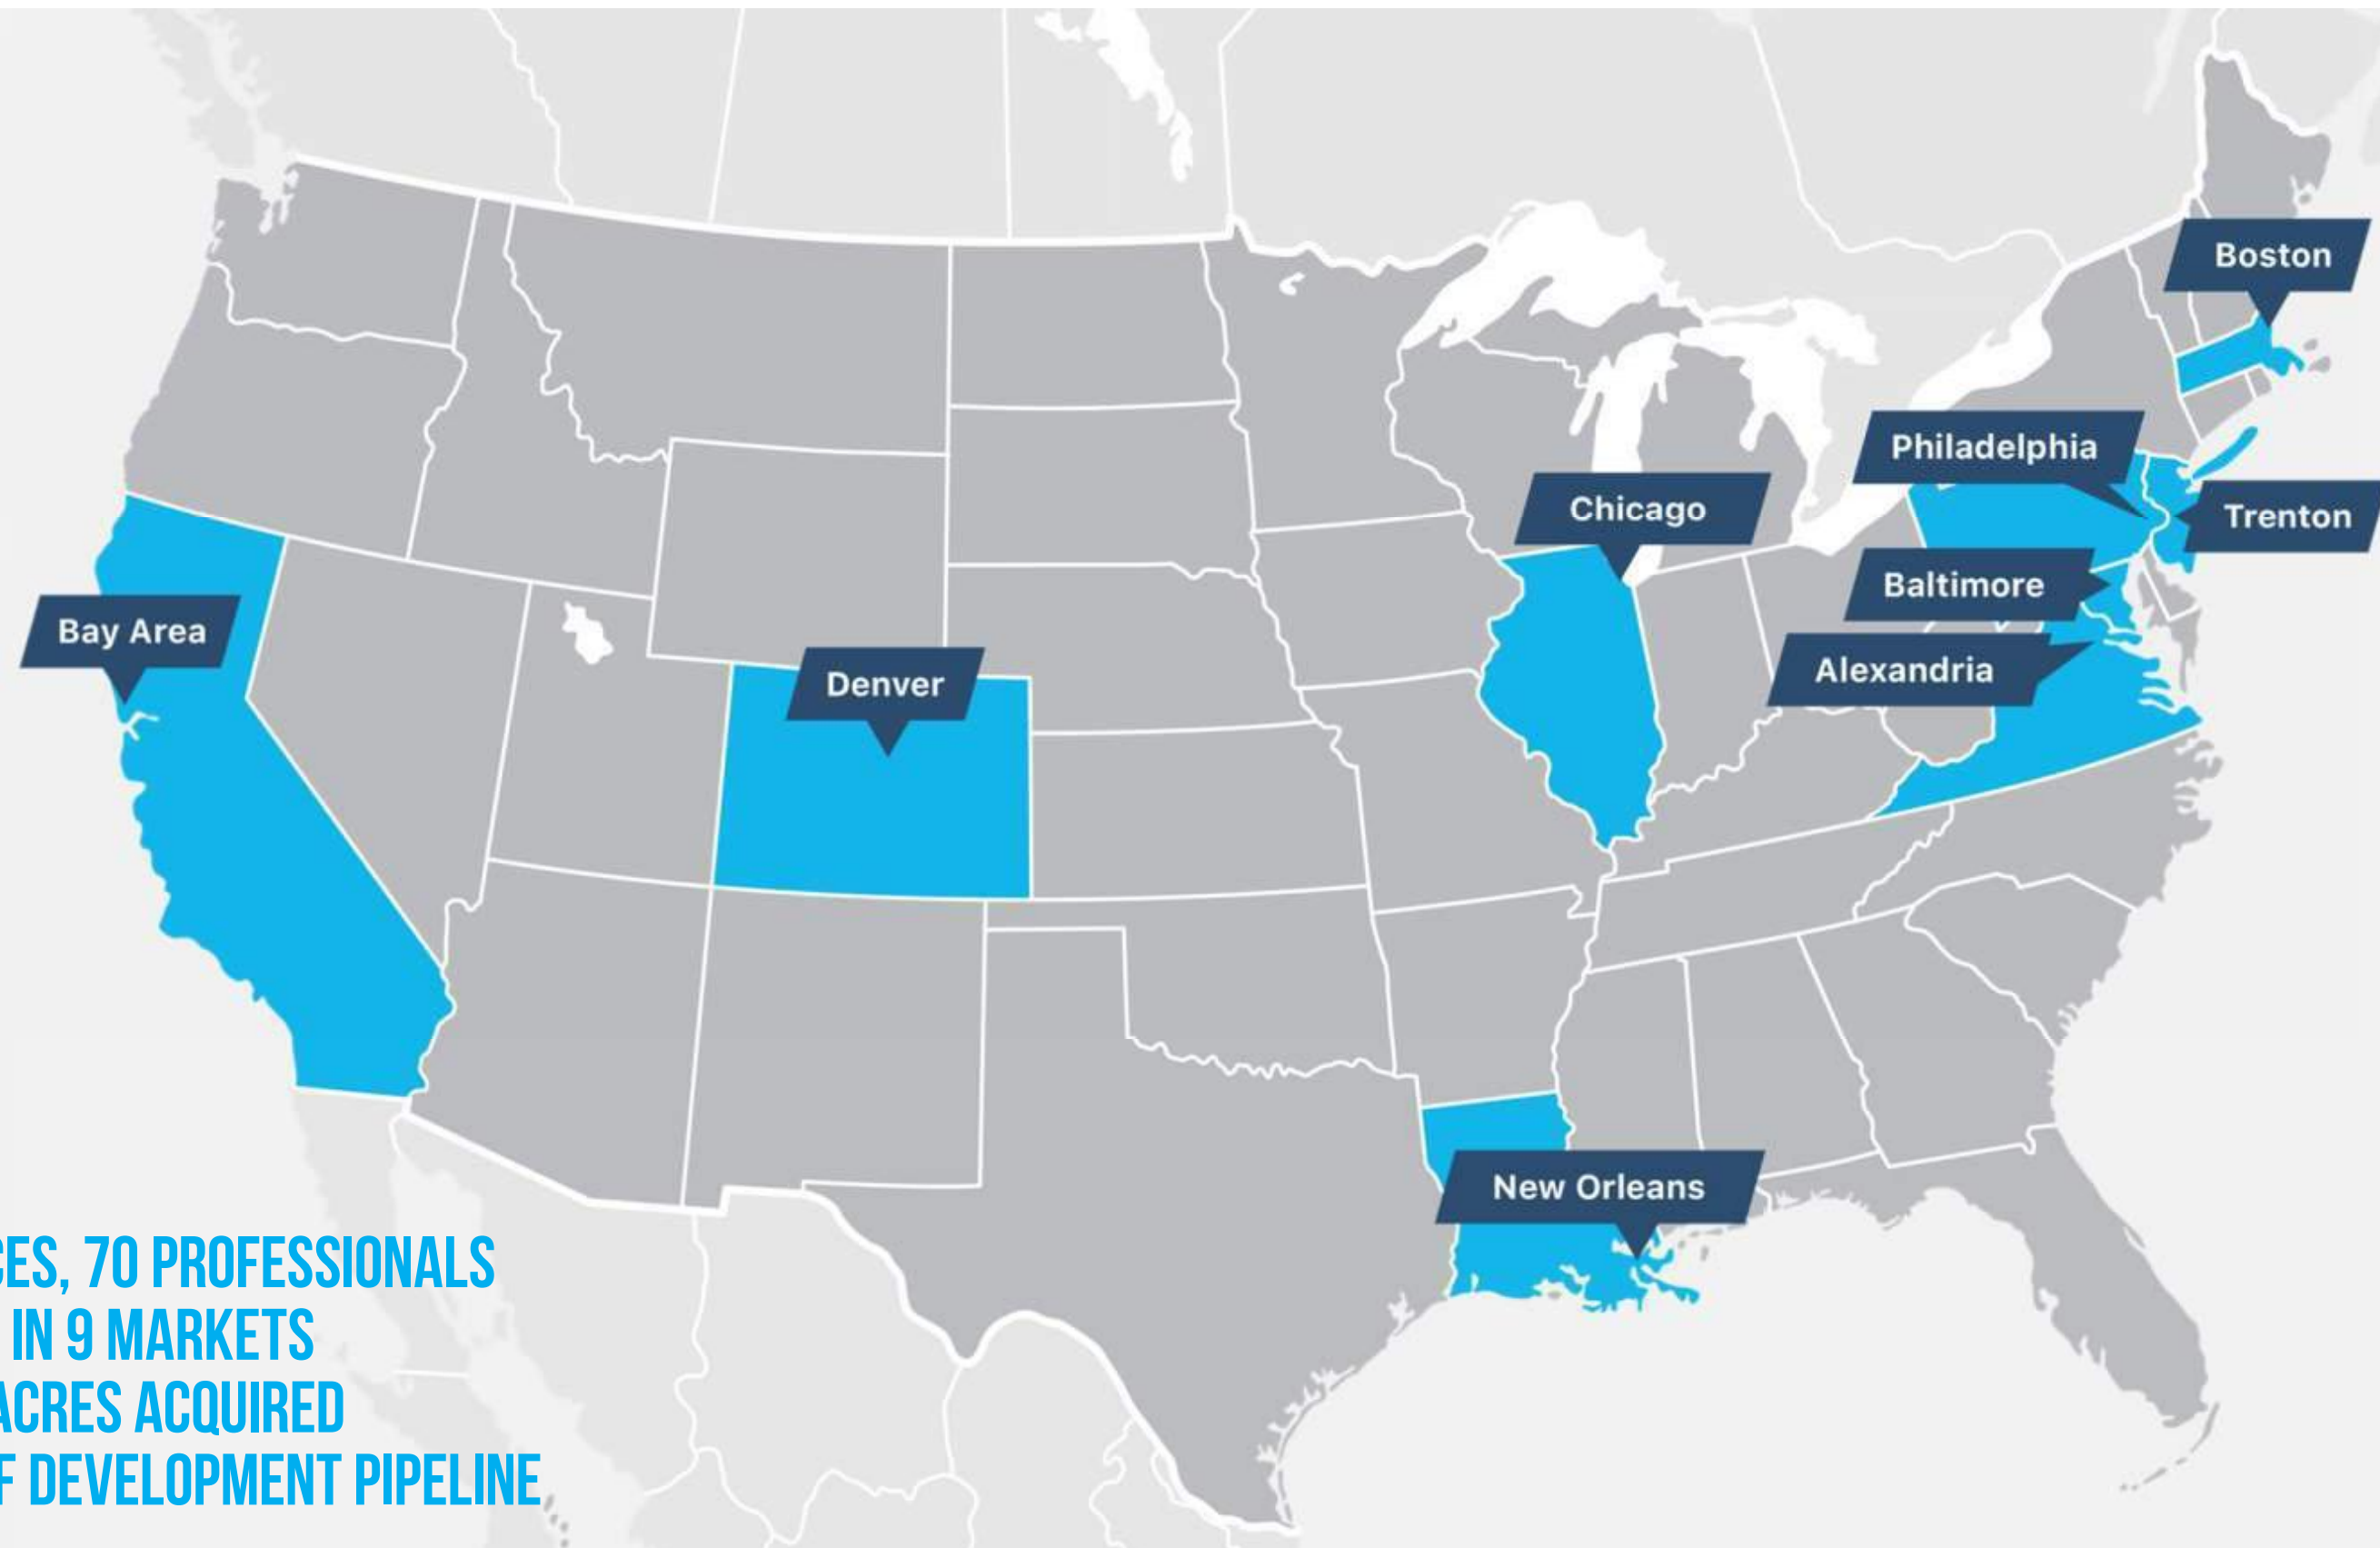 Boston
Philadelphia
Chicago
Trenton
Baltimore
Bay Area
Alexandria
Denver
New Orleans
CES, 70 PROFESSIONALS
IN 9 MARKETS
ACRES ACQUIRED
F DEVELOPMENT PIPELINE